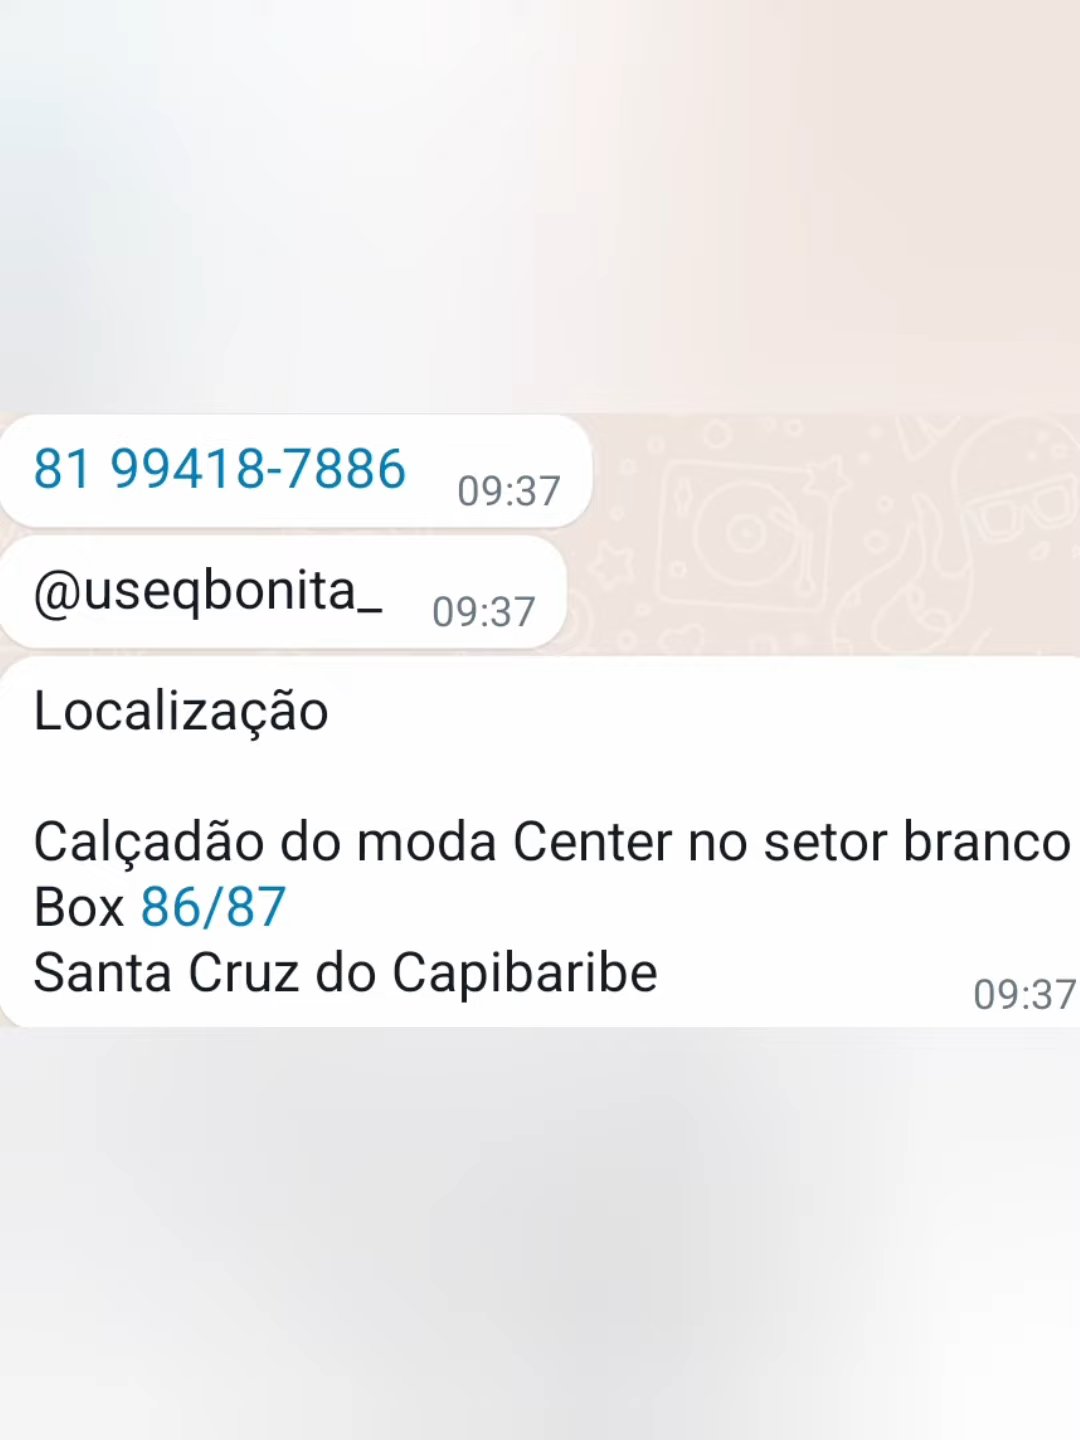 81 99418-7886 09:37
@useqbonita_ 09:37
Localização
Calçadão do moda Center no setor branco
Box 86/87
Santa Cruz do Capibaribe 09:37